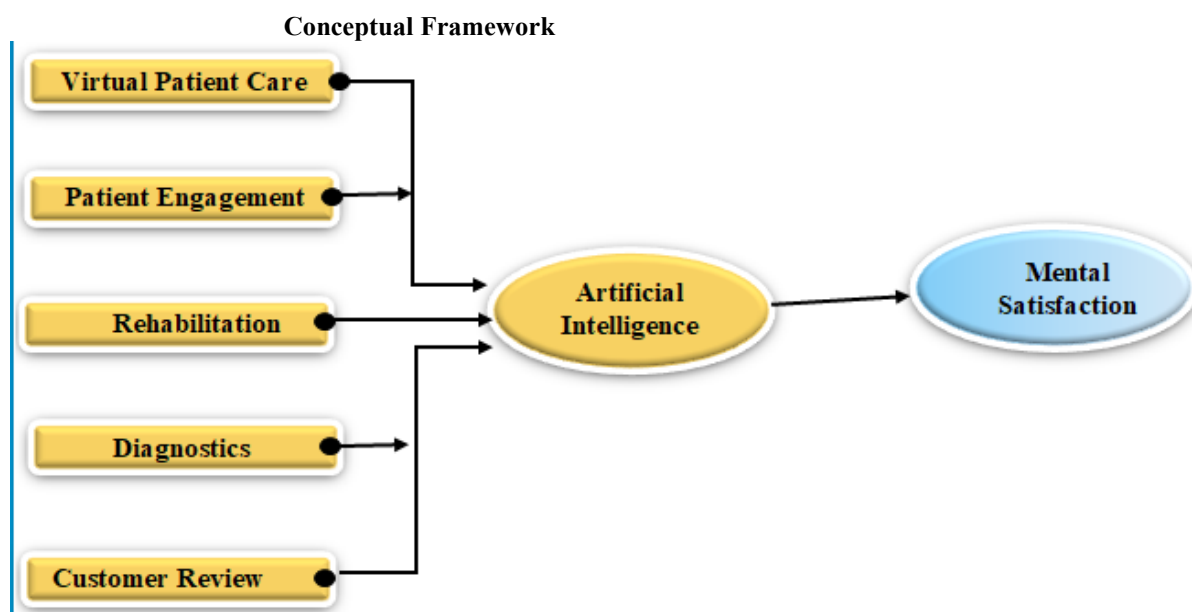 Conceptual Framework
Virtual Patient Care
Patient Engagement
Rehabilitation
Diagnostics
Customer Review
Artificial
Intelligence
Mental
Satisfaction